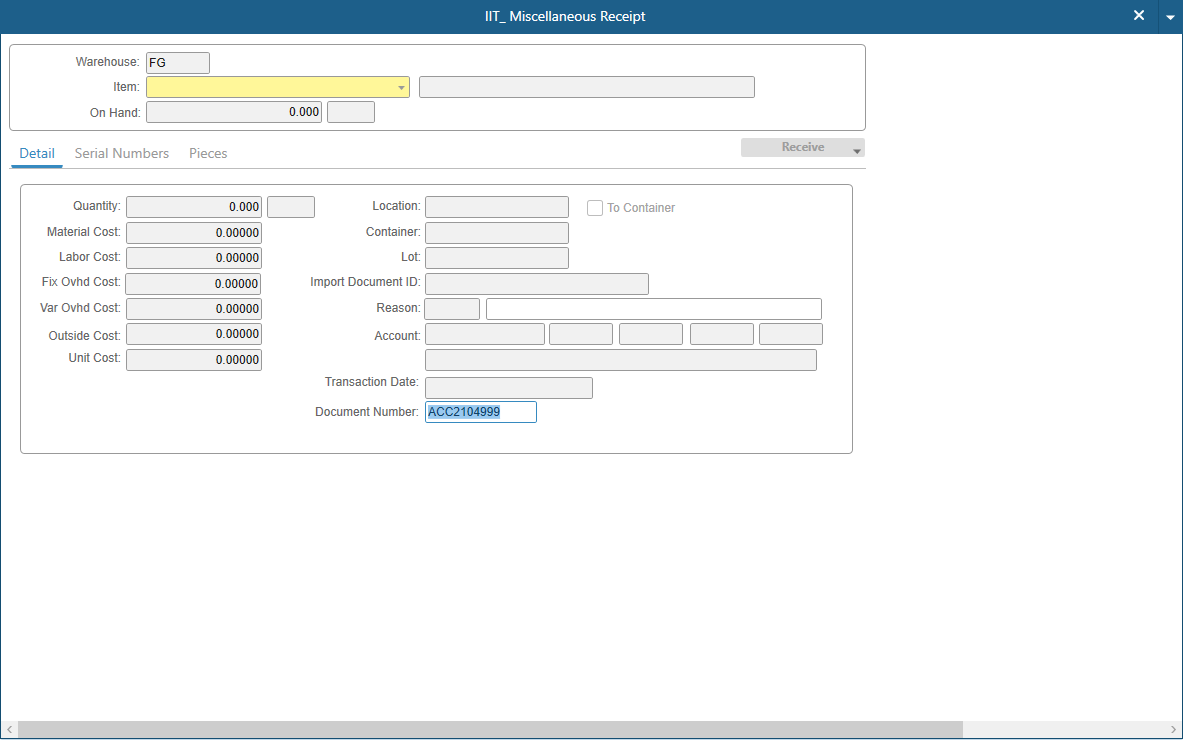 IIT_ Miscellaneous Receipt
Warehouse: FG
Item:
On Hand: 0.000
Detail Serial Numbers Pieces Receive
Quantity: 0.000 Location: To Container
Material Cost: 0.00000 Container:
Labor Cost: 0.00000 Lot:
Fix Ovhd Cost: 0.00000 Import Document ID:
Var Ovhd Cost: 0.00000 Reason:
Outside Cost: 0.00000 Account:
Unit Cost: 0.00000
Transaction Date:
Document Number: ACC2104999